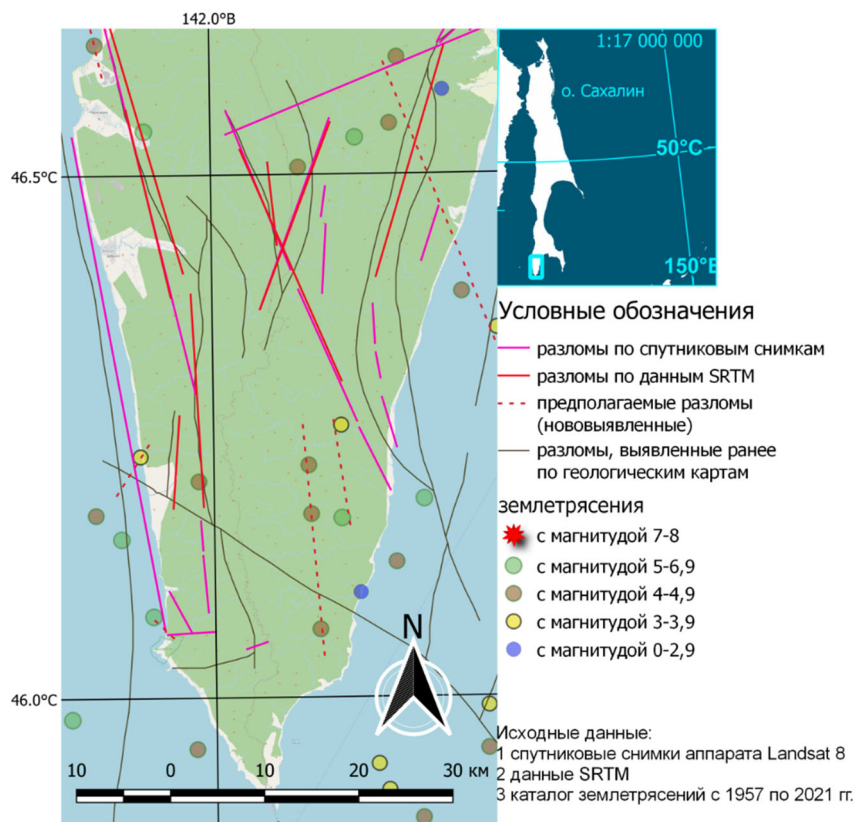 142.0°В
1:17 000 000
о. Сахалин
50°С
150°Е
46.5°С
46.0°С
N
10 0 10 20 30 км
Условные обозначения
разломы по спутниковым снимкам
разломы по данным SRTM
предполагаемые разломы
(нововыявленные)
разломы, выявленные ранее
по геологическим картам
землетрясения
с магнитудой 7-8
с магнитудой 5-6,9
с магнитудой 4-4,9
с магнитудой 3-3,9
с магнитудой 0-2,9
Исходные данные:
1 спутниковые снимки аппарата Landsat 8
2 данные SRTM
3 каталог землетрясений с 1957 по 2021 гг.